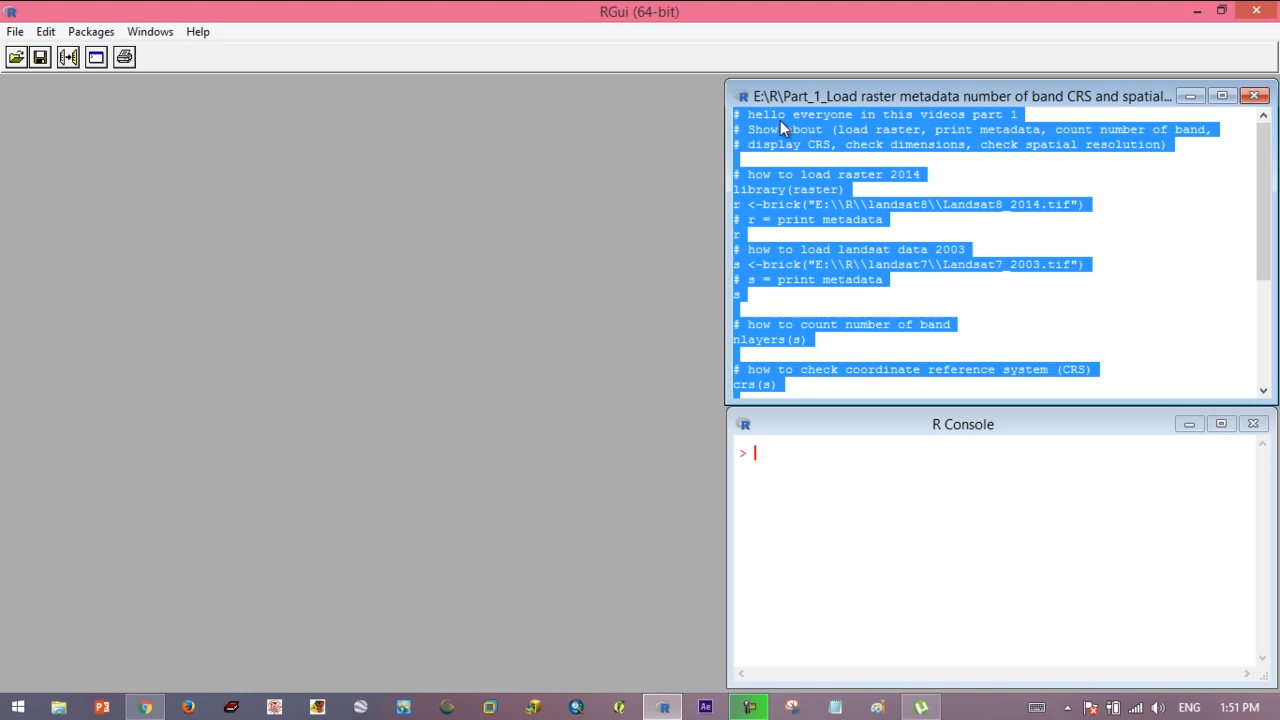 RGui (64-bit)
File Edit Packages Windows Help
E:\R\Part_1_Load raster metadata number of band CRS and spatial...
# hello everyone in this videos part 1
# Show about (load raster, print metadata, count number of band,
# display CRS, check dimensions, check spatial resolution)
# how to load raster 2014
library(raster)
r <-brick("E:\\R\\landsat8\\Landsat8_2014.tif")
# r = print metadata
r
# how to load landsat data 2003
s <-brick("E:\\R\\landsat7\\Landsat7_2003.tif")
# s = print metadata
s
# how to count number of band
nlayers(s)
# how to check coordinate reference system (CRS)
crs(s)
R Console
>
ENG 1:51 PM